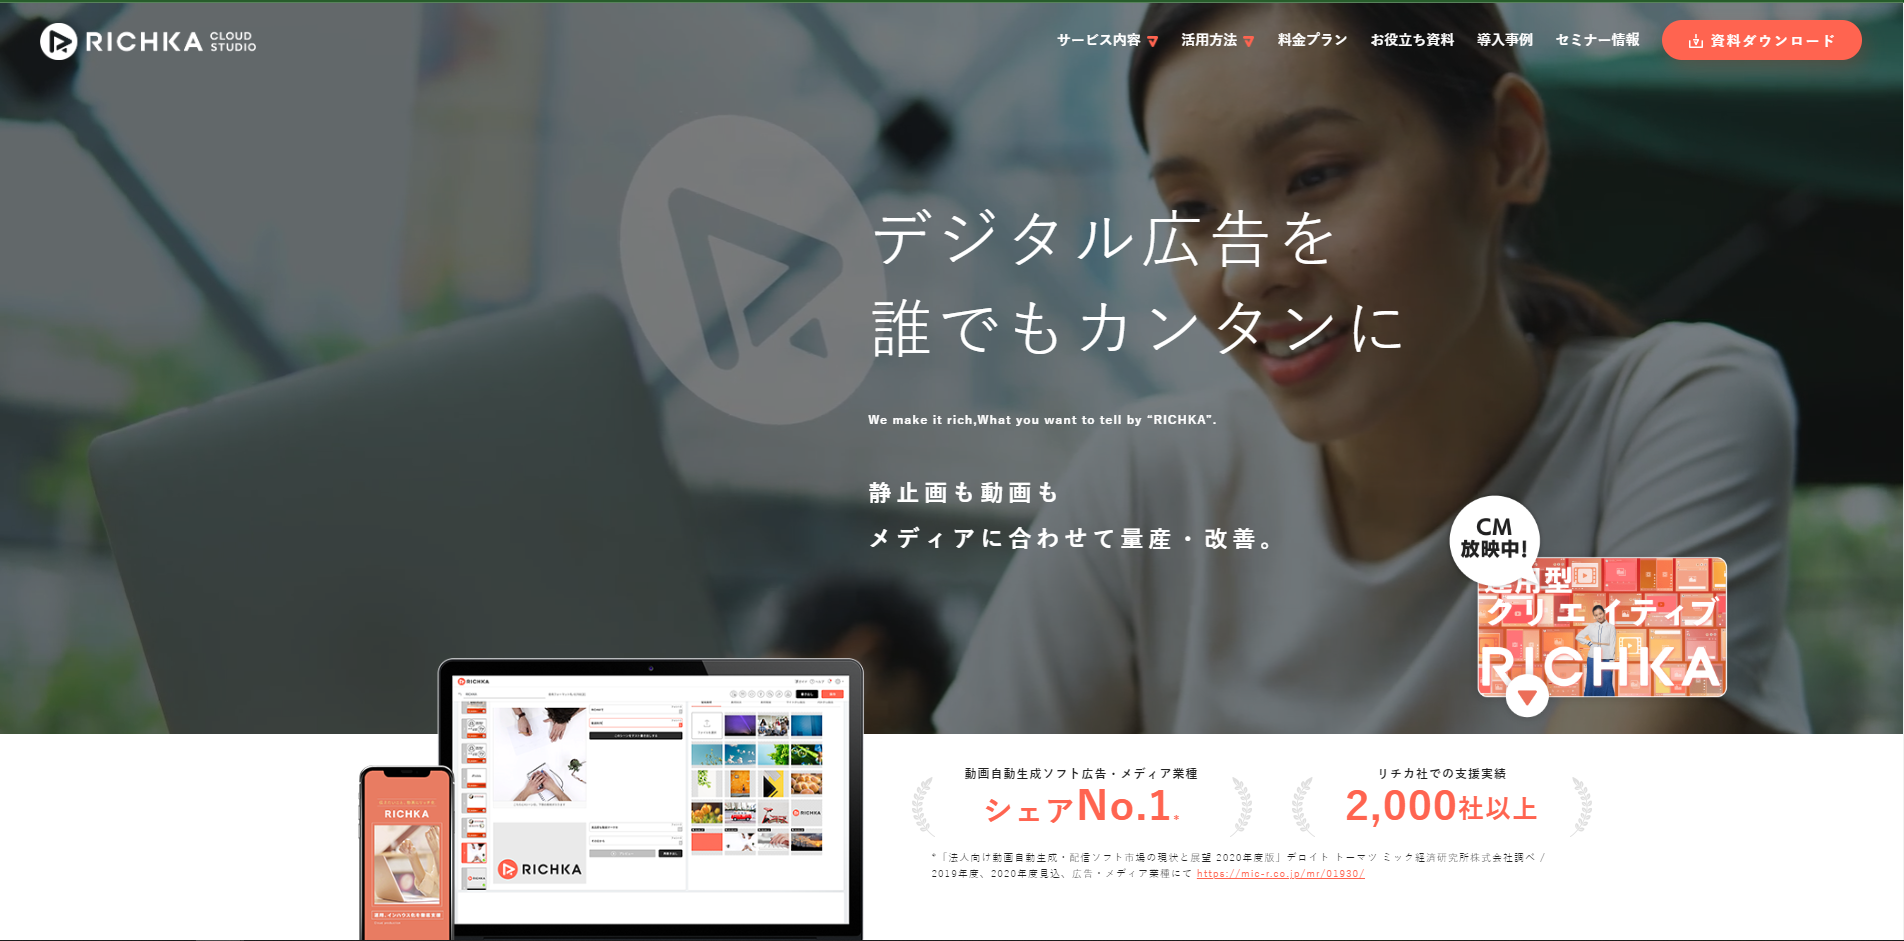 RICHKA CLOUD STUDIO
サービス内容
活用方法
料金プラン
お役立ち資料
導入事例
セミナー情報
資料ダウンロード
デジタル広告を
誰でもカンタンに
We make it rich,What you want to tell by “RICHKA”.
静止画も動画も
メディアに合わせて量産・改善。
CM
放映中!
運用型
クリエイティブ
RICHKA
RICHKA
RICHKA
RICHKA
動画自動生成ソフト広告・メディア業種
シェアNo.1*
リチカ社での支援実績
2,000社以上
*「法人向け動画自動生成・配信ソフト市場の現状と展望 2020年度版」デロイト トーマツ ミック経済研究所株式会社調べ /
2019年度、2020年度見込、広告・メディア業種にて https://mic-r.co.jp/mr/01930/